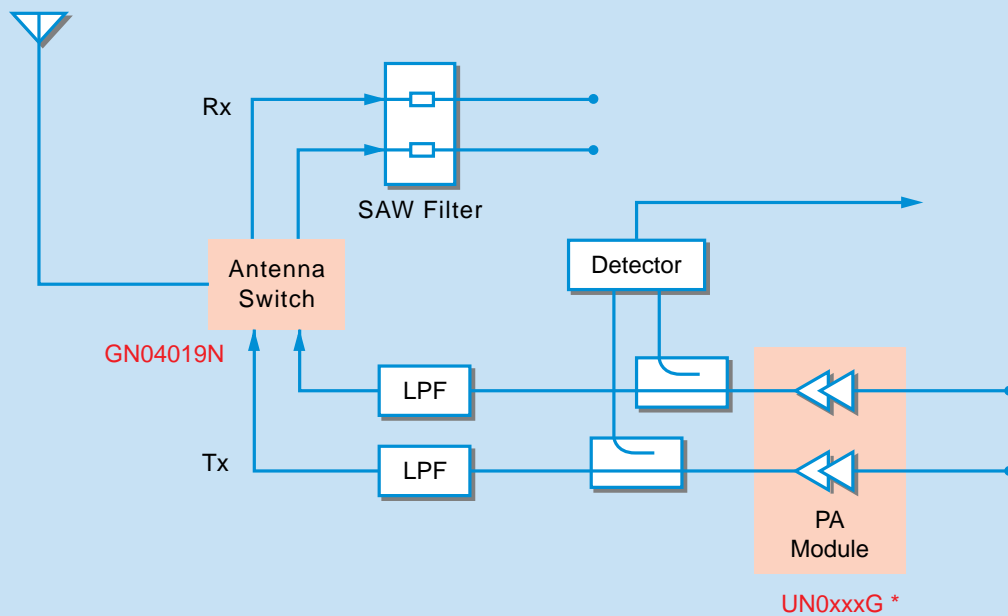 Rx
SAW Filter
Antenna
Switch
Detector
GN04019N
LPF
Tx
LPF
PA
Module
UN0xxxG *